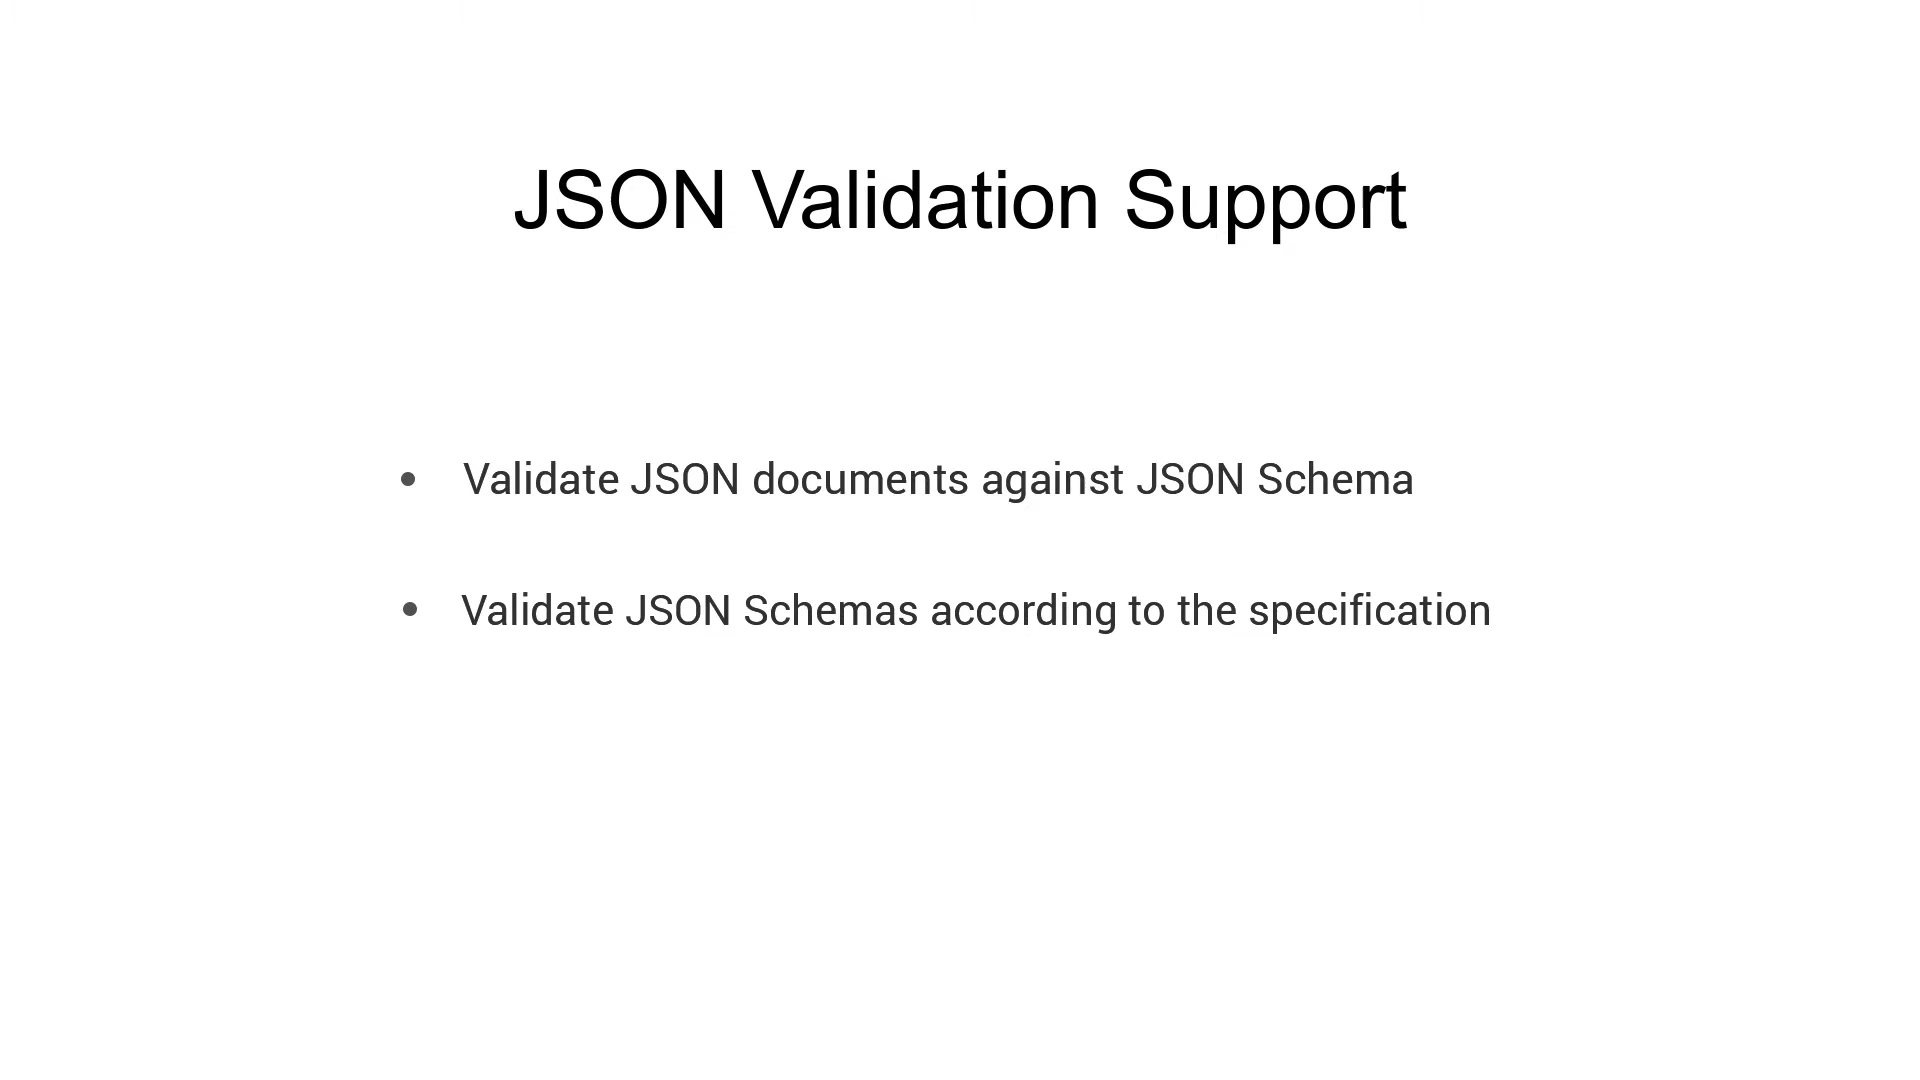 JSON Validation Support
• Validate JSON documents against JSON Schema
• Validate JSON Schemas according to the specification